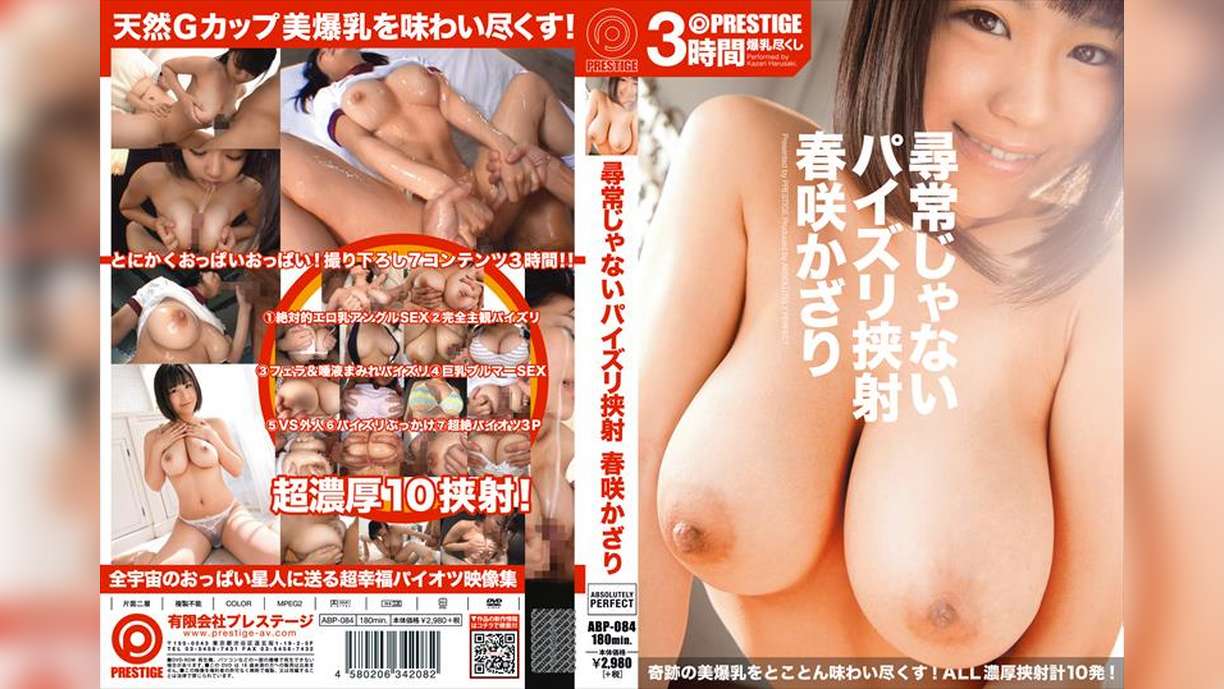 天然Gカップ美爆乳を味わい尽くす!
とにかくおっぱいおっぱい!撮り下ろし7コンテンツ3時間!!
①絶対的エロ乳アングルSEX②完全主観パイズリ
③フェラ&唾液まみれパイズリ④巨乳ブルマーSEX
⑤VS外人⑥パイズリぶっかけ⑦超絶パイオツ3P
超濃厚10挟射!
全宇宙のおっぱい星人に送る超幸福パイオツ映像集
片面二層
複製不能
COLOR
MPEG2
DVD
PRESTIGE
有限会社プレステージ
www.prestige-av.com
ABP-084
180min.
本体価格¥2,980+税
4 580206 342082
PRESTIGE
尋常じゃないパイズリ挟射 春咲かざり
ABSOLUTELY
PERFECT
ABP-084
180min.
本体価格
¥2,980
[+税]
3時間
PRESTIGE
爆乳尽くし
Performed by
Kazari Harusaki.
尋常じゃない
パイズリ挟射
春咲かざり
奇跡の美爆乳をとことん味わい尽くす!ALL濃厚挟射計10発!